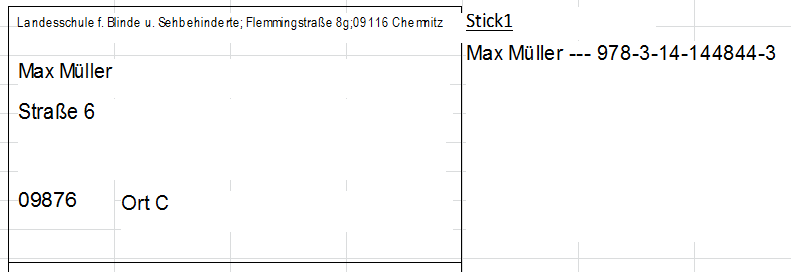 Landesschule f. Blinde u. Sehbehinderte; Flemmingstraße 8g;09116 Chemnitz
Max Müller
Straße 6
09876 Ort C
Stick1
Max Müller --- 978-3-14-144844-3